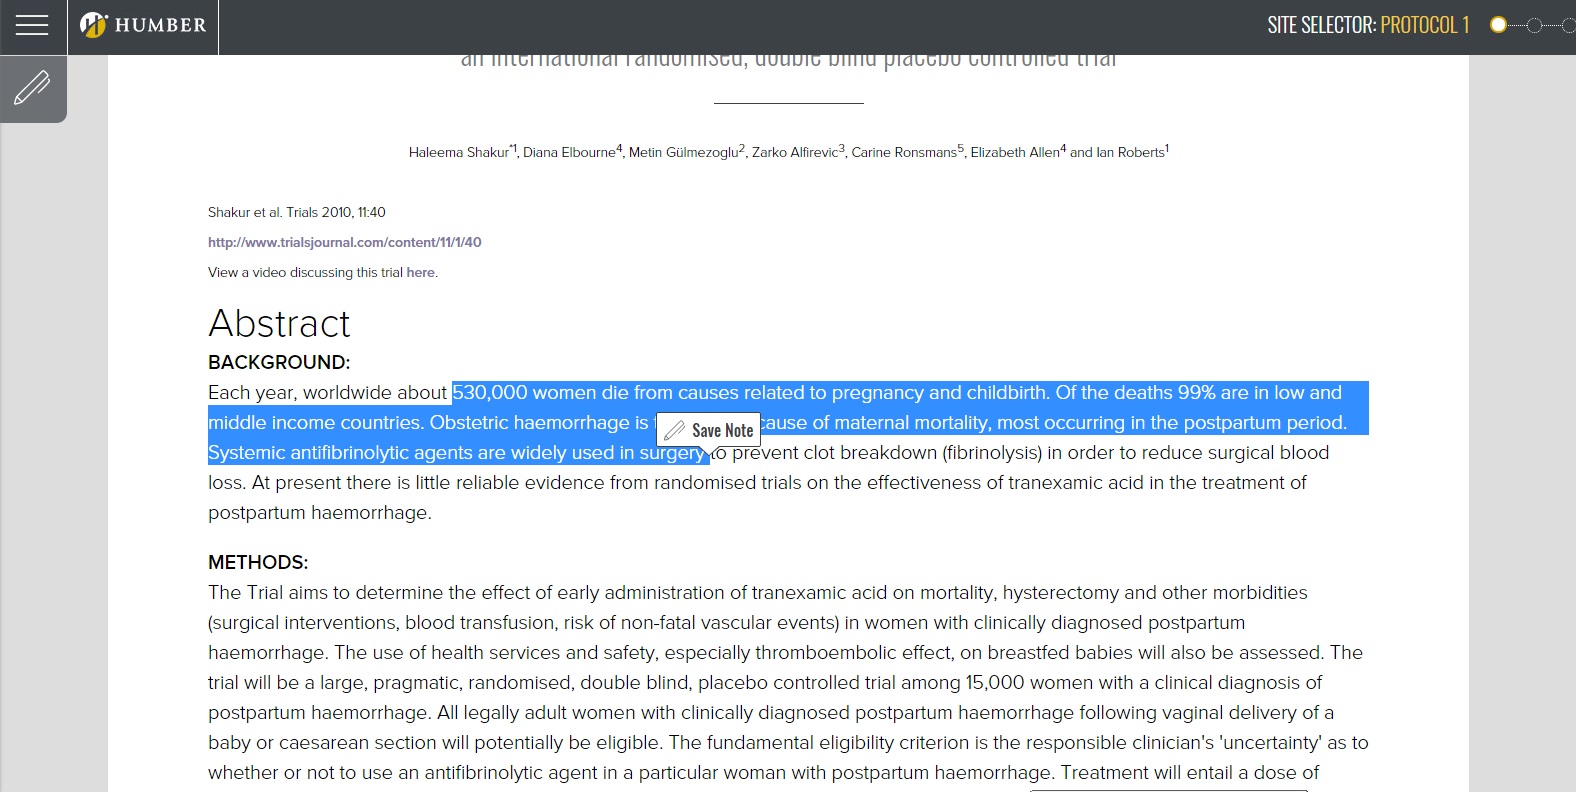 HUMBER
SITE SELECTOR: PROTOCOL 1
an international randomised, double blind placebo controlled trial
Haleema Shakur*1, Diana Elbourne4, Metin Gülmezoglu2, Zarko Alfirevic3, Carine Ronsmans5, Elizabeth Allen4 and Ian Roberts1
Shakur et al. Trials 2010, 11:40
http://www.trialsjournal.com/content/11/1/40
View a video discussing this trial here.
Abstract
BACKGROUND:
Each year, worldwide about 530,000 women die from causes related to pregnancy and childbirth. Of the deaths 99% are in low and
middle income countries. Obstetric haemorrhage is cause of maternal mortality, most occurring in the postpartum period.
Save Note
Systemic antifibrinolytic agents are widely used in surgery to prevent clot breakdown (fibrinolysis) in order to reduce surgical blood
loss. At present there is little reliable evidence from randomised trials on the effectiveness of tranexamic acid in the treatment of
postpartum haemorrhage.
METHODS:
The Trial aims to determine the effect of early administration of tranexamic acid on mortality, hysterectomy and other morbidities
(surgical interventions, blood transfusion, risk of non-fatal vascular events) in women with clinically diagnosed postpartum
haemorrhage. The use of health services and safety, especially thromboembolic effect, on breastfed babies will also be assessed. The
trial will be a large, pragmatic, randomised, double blind, placebo controlled trial among 15,000 women with a clinical diagnosis of
postpartum haemorrhage. All legally adult women with clinically diagnosed postpartum haemorrhage following vaginal delivery of a
baby or caesarean section will potentially be eligible. The fundamental eligibility criterion is the responsible clinician's 'uncertainty' as to
whether or not to use an antifibrinolytic agent in a particular woman with postpartum haemorrhage. Treatment will entail a dose of